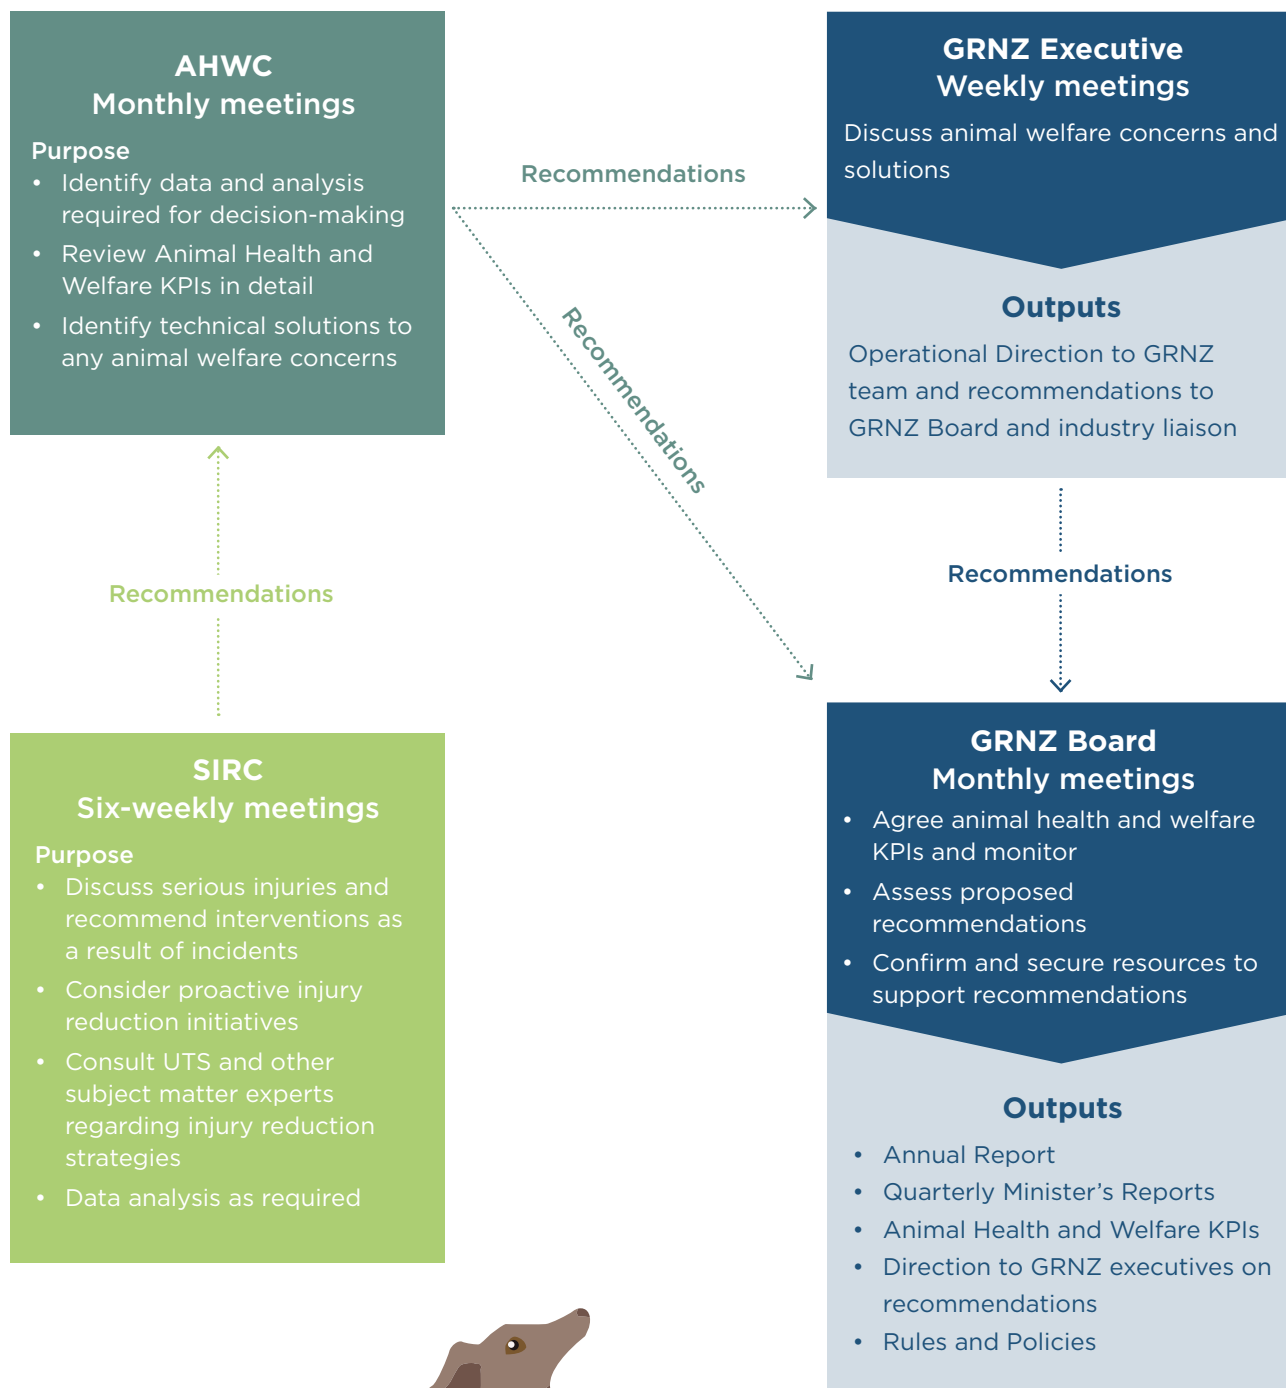 AHWC
Monthly meetings
Purpose
• Identify data and analysis
required for decision-making
• Review Animal Health and
Welfare KPIs in detail
• Identify technical solutions to
any animal welfare concerns
Recommendations
Recommendations
GRNZ Executive
Weekly meetings
Discuss animal welfare concerns and
solutions
Outputs
Operational Direction to GRNZ
team and recommendations to
GRNZ Board and industry liaison
Recommendations
Recommendations
SIRC
Six-weekly meetings
Purpose
• Discuss serious injuries and
recommend interventions as
a result of incidents
• Consider proactive injury
reduction initiatives
• Consult UTS and other
subject matter experts
regarding injury reduction
strategies
• Data analysis as required
GRNZ Board
Monthly meetings
• Agree animal health and welfare
KPIs and monitor
• Assess proposed
recommendations
• Confirm and secure resources to
support recommendations
Outputs
• Annual Report
• Quarterly Minister’s Reports
• Animal Health and Welfare KPIs
• Direction to GRNZ executives on
recommendations
• Rules and Policies